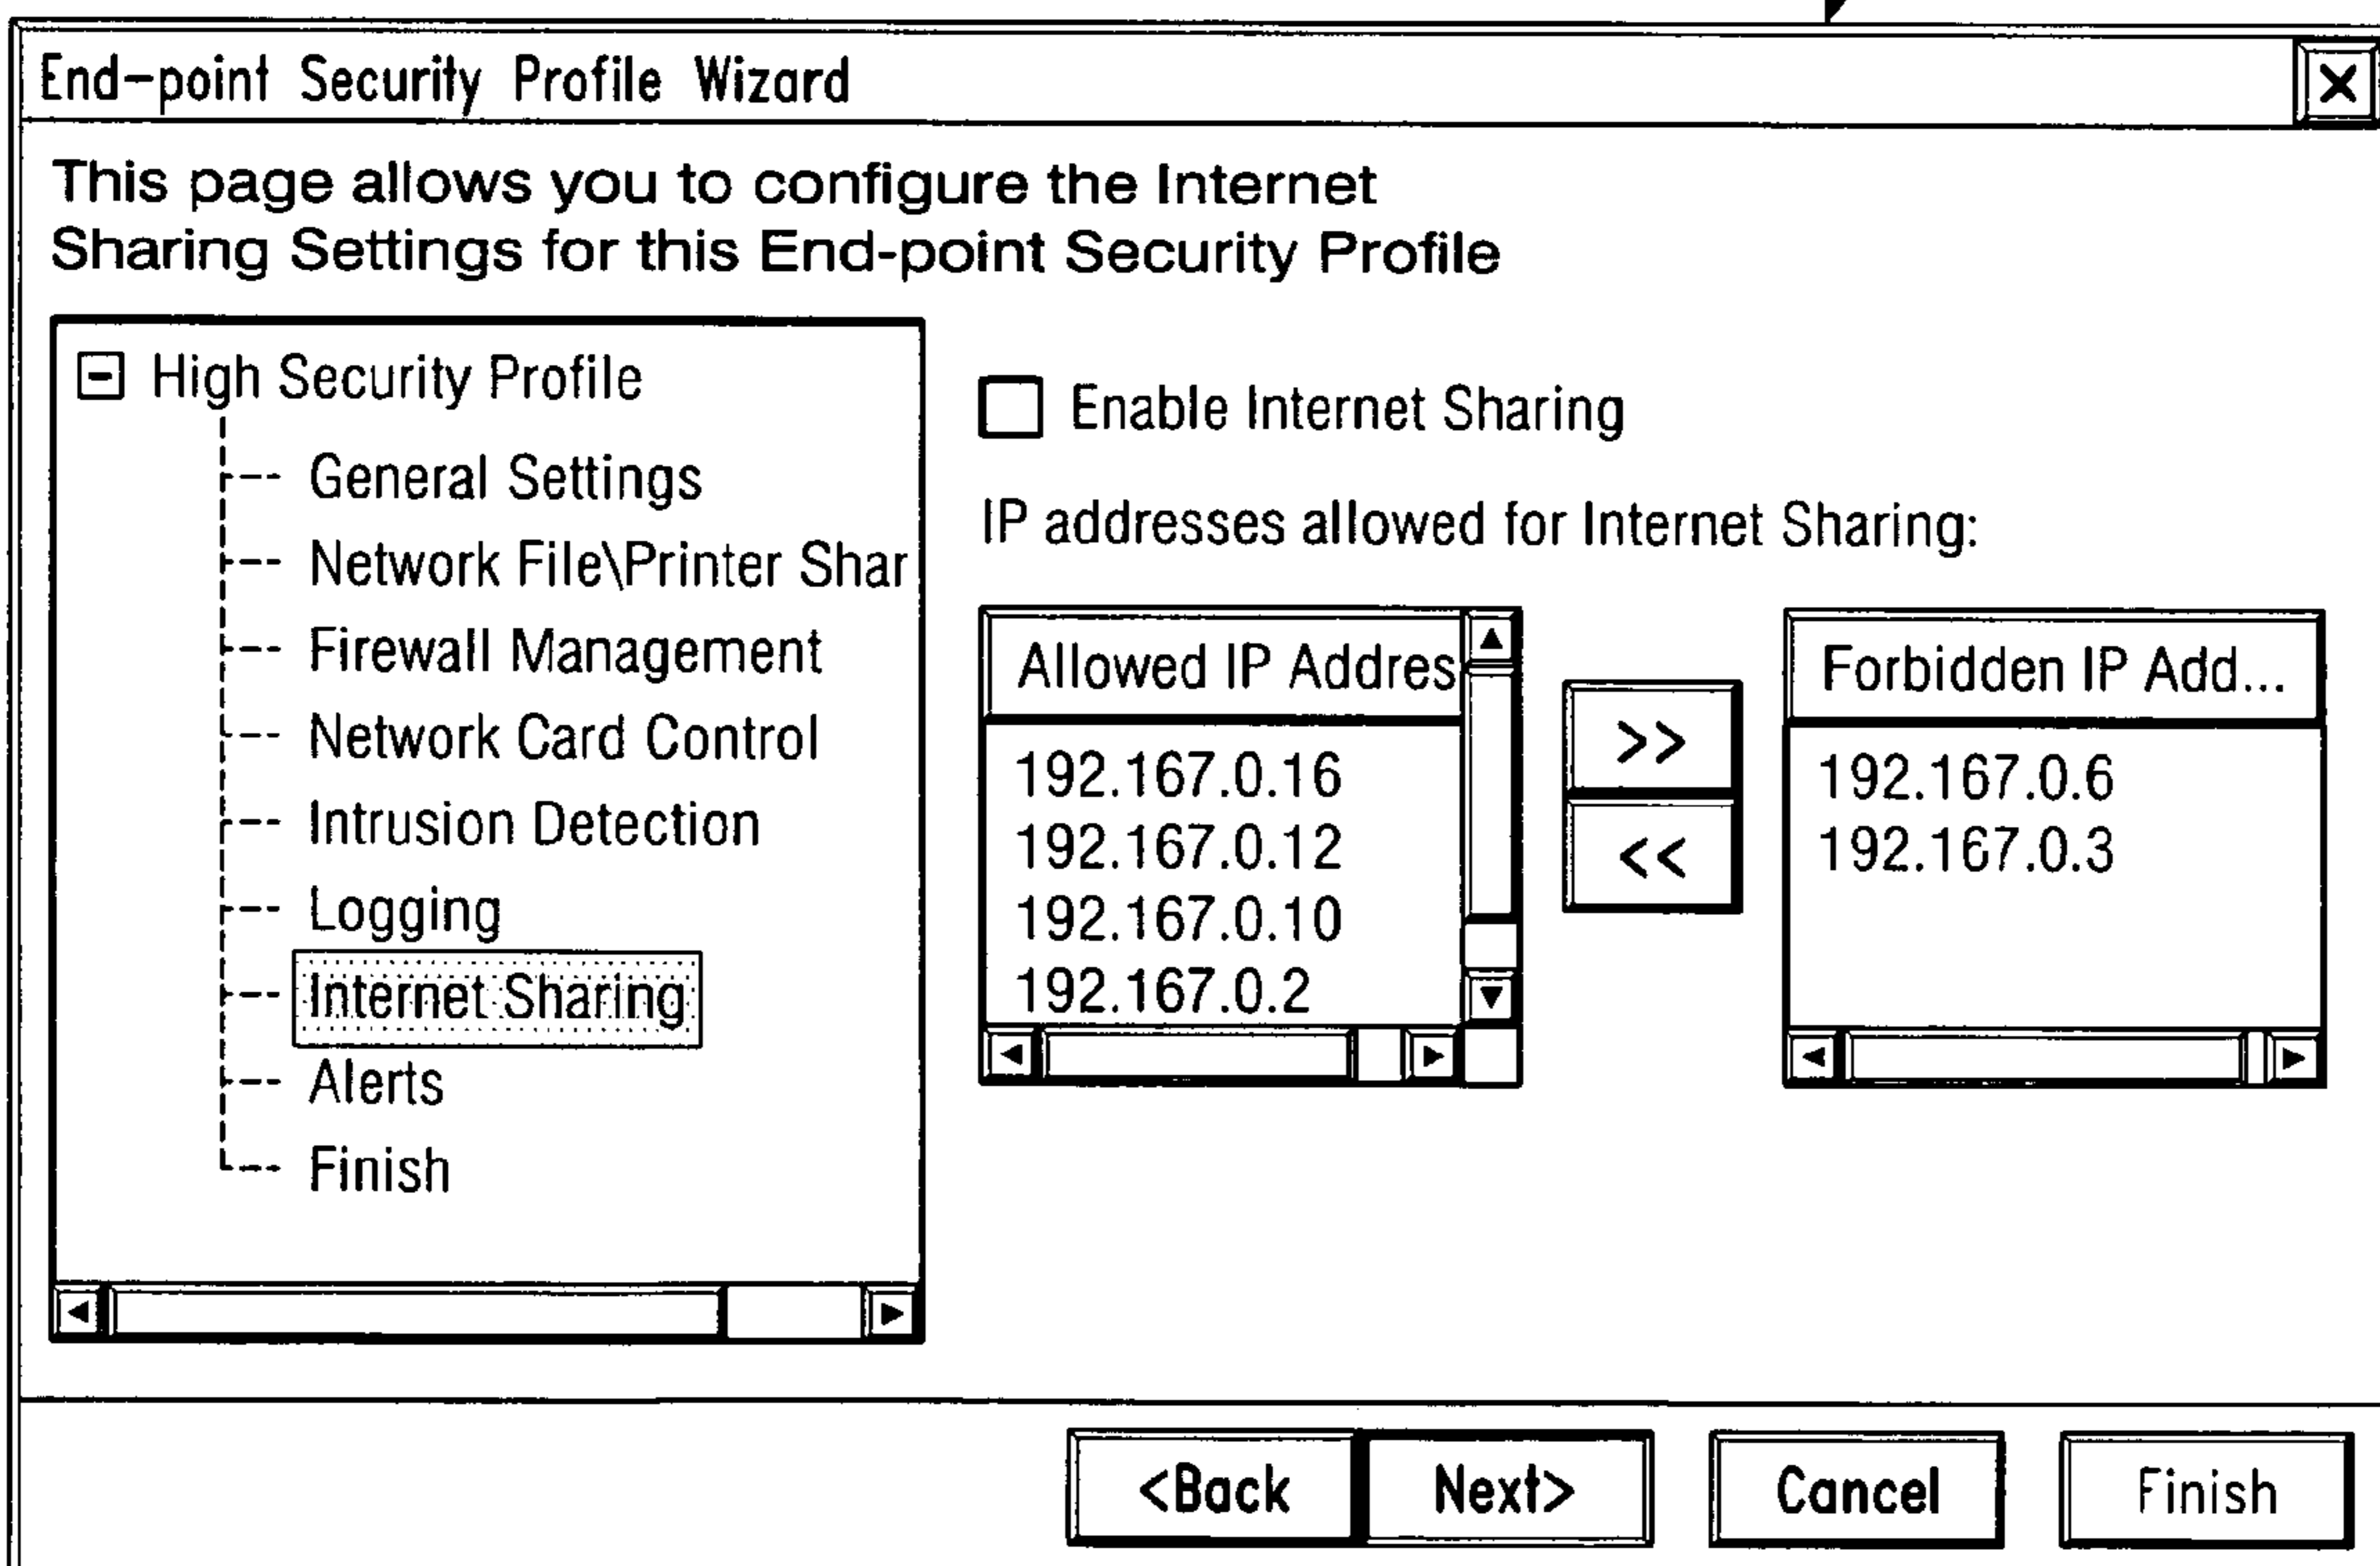 End-point Security Profile Wizard
X
This page allows you to configure the Internet
Sharing Settings for this End-point Security Profile
High Security Profile
General Settings
Network File\Printer Shar
Firewall Management
Network Card Control
Intrusion Detection
Logging
Internet Sharing
Alerts
Finish
Enable Internet Sharing
IP addresses allowed for Internet Sharing:
Allowed IP Addres
192.167.0.16
192.167.0.12
192.167.0.10
192.167.0.2
>>
<<
Forbidden IP Add...
192.167.0.6
192.167.0.3
<Back
Next>
Cancel
Finish